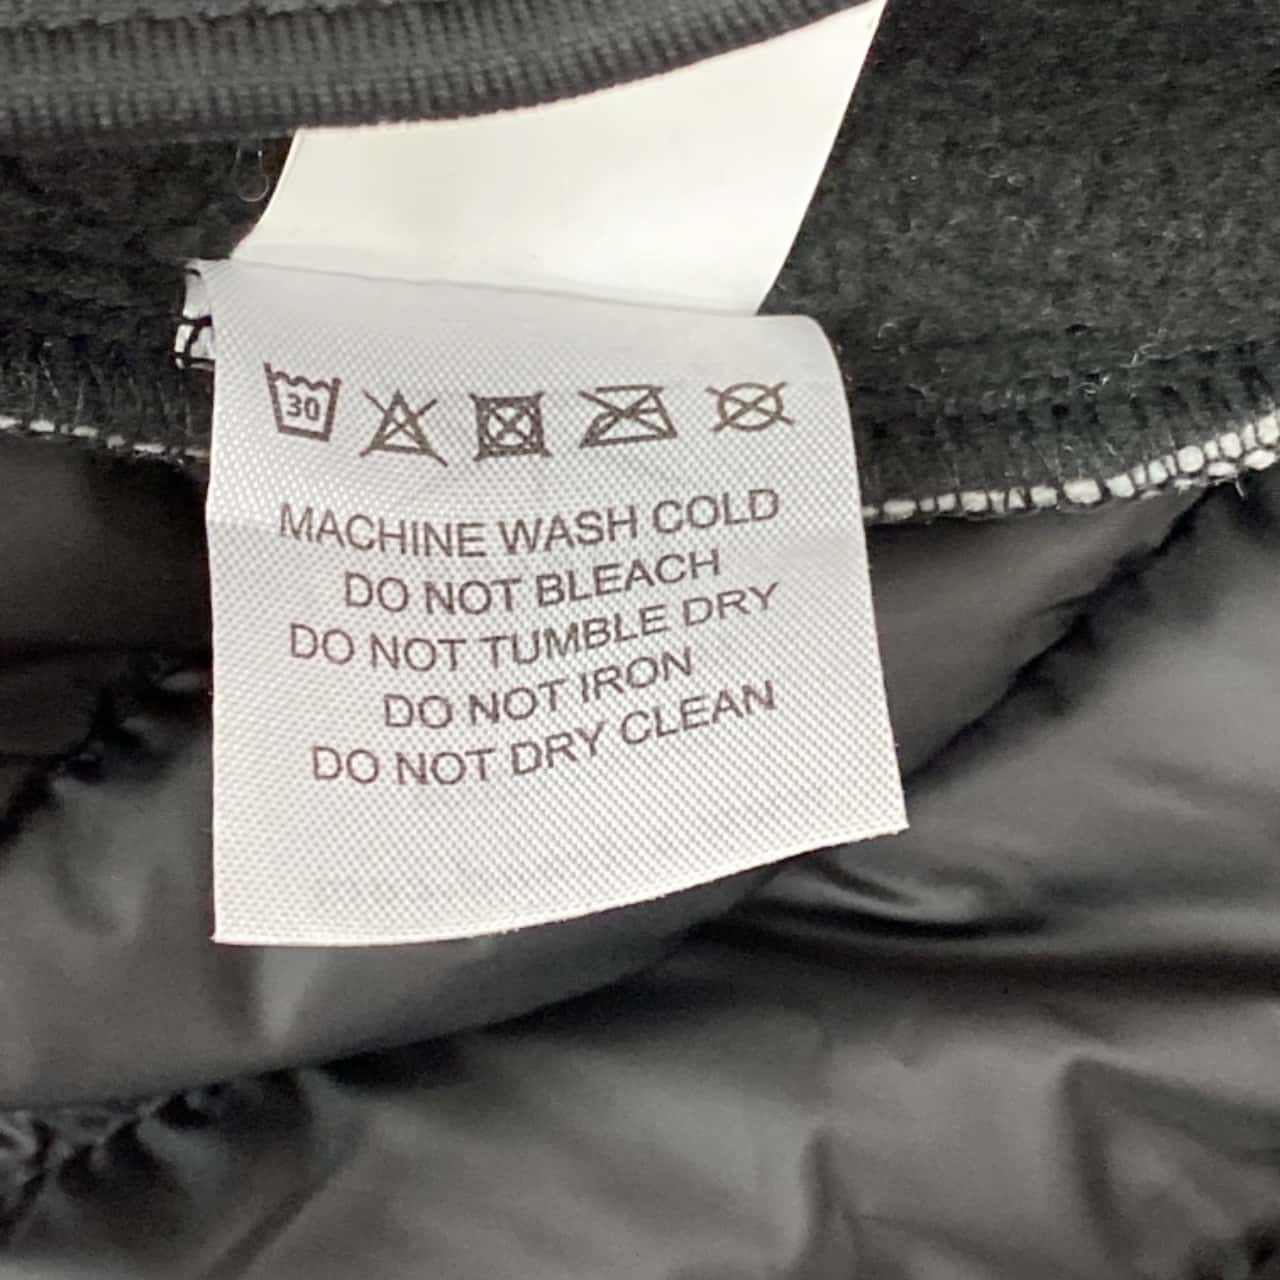 30
MACHINE WASH COLD
DO NOT BLEACH
DO NOT TUMBLE DRY
DO NOT IRON
DO NOT DRY CLEAN